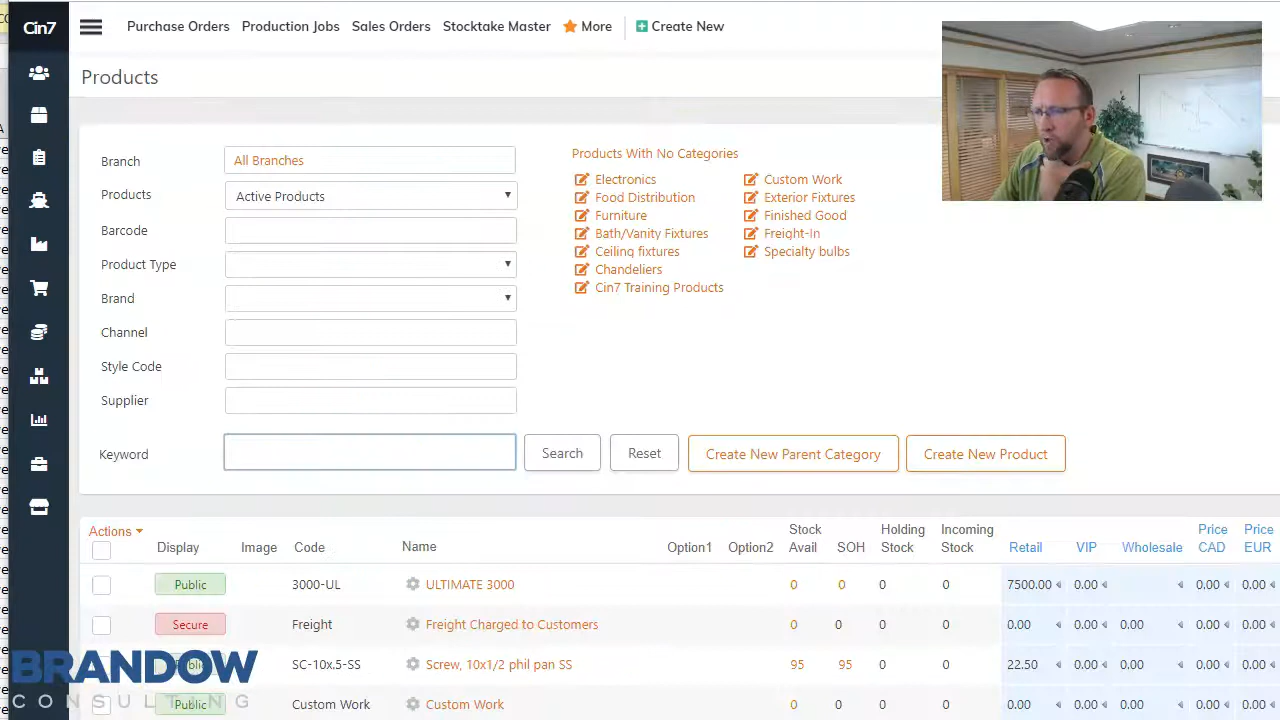 Cin7
Purchase Orders Production Jobs Sales Orders Stocktake Master More Create New
Products
Branch All Branches
Products Active Products
Barcode
Product Type
Brand
Channel
Style Code
Supplier
Keyword Search Reset Create New Parent Category Create New Product
Products With No Categories
Electronics Custom Work
Food Distribution Exterior Fixtures
Furniture Finished Good
Bath/Vanity Fixtures Freight-In
Ceiling fixtures Specialty bulbs
Chandeliers
Cin7 Training Products
Actions
Display Image Code Name Option1 Option2 Stock Avail SOH Holding Stock Incoming Stock Retail VIP Wholesale Price CAD Price EUR
Public 3000-UL ULTIMATE 3000 0 0 0 0 7500.00 0.00 0.00 0.00
Secure Freight Freight Charged to Customers 0 0 0 0 0.00 0.00 0.00 0.00 0.00
SC-10x.5-SS Screw, 10x1/2 phil pan SS 95 95 0 0 22.50 0.00 0.00 0.00 0.00
Public Custom Work Custom Work 0 0 0 0 0.00 0.00 0.00 0.00 0.00
BRANDOW
CONSULTING